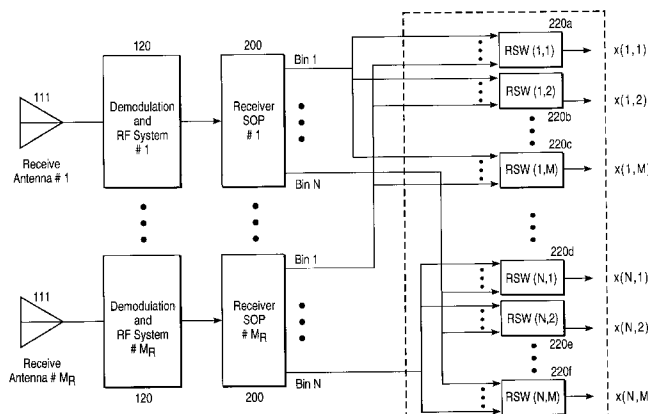 120
200
111
Demodulation
and
RF System
# 1
Receiver
SOP
# 1
Receive
Antenna # 1
Bin 1
Bin N
220a
RSW (1,1)
x(1,1)
RSW (1,2)
x(1,2)
220b
220c
RSW (1,M)
x(1,M)
111
Demodulation
and
RF System
# MR
Receiver
SOP
# MR
Receive
Antenna # MR
120
200
Bin 1
Bin N
220d
RSW (N,1)
x(N,1)
RSW (N,2)
x(N,2)
220e
220f
RSW (N,M)
x(N,M